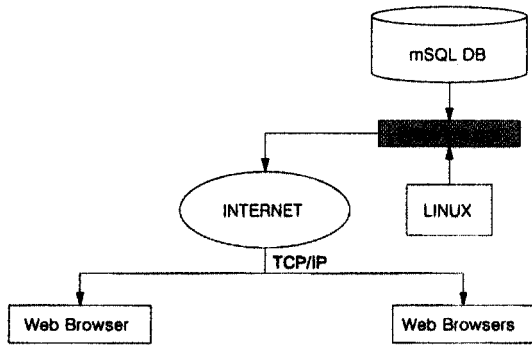 mSQL DB
INTERNET
LINUX
TCP/IP
Web Browser
Web Browsers